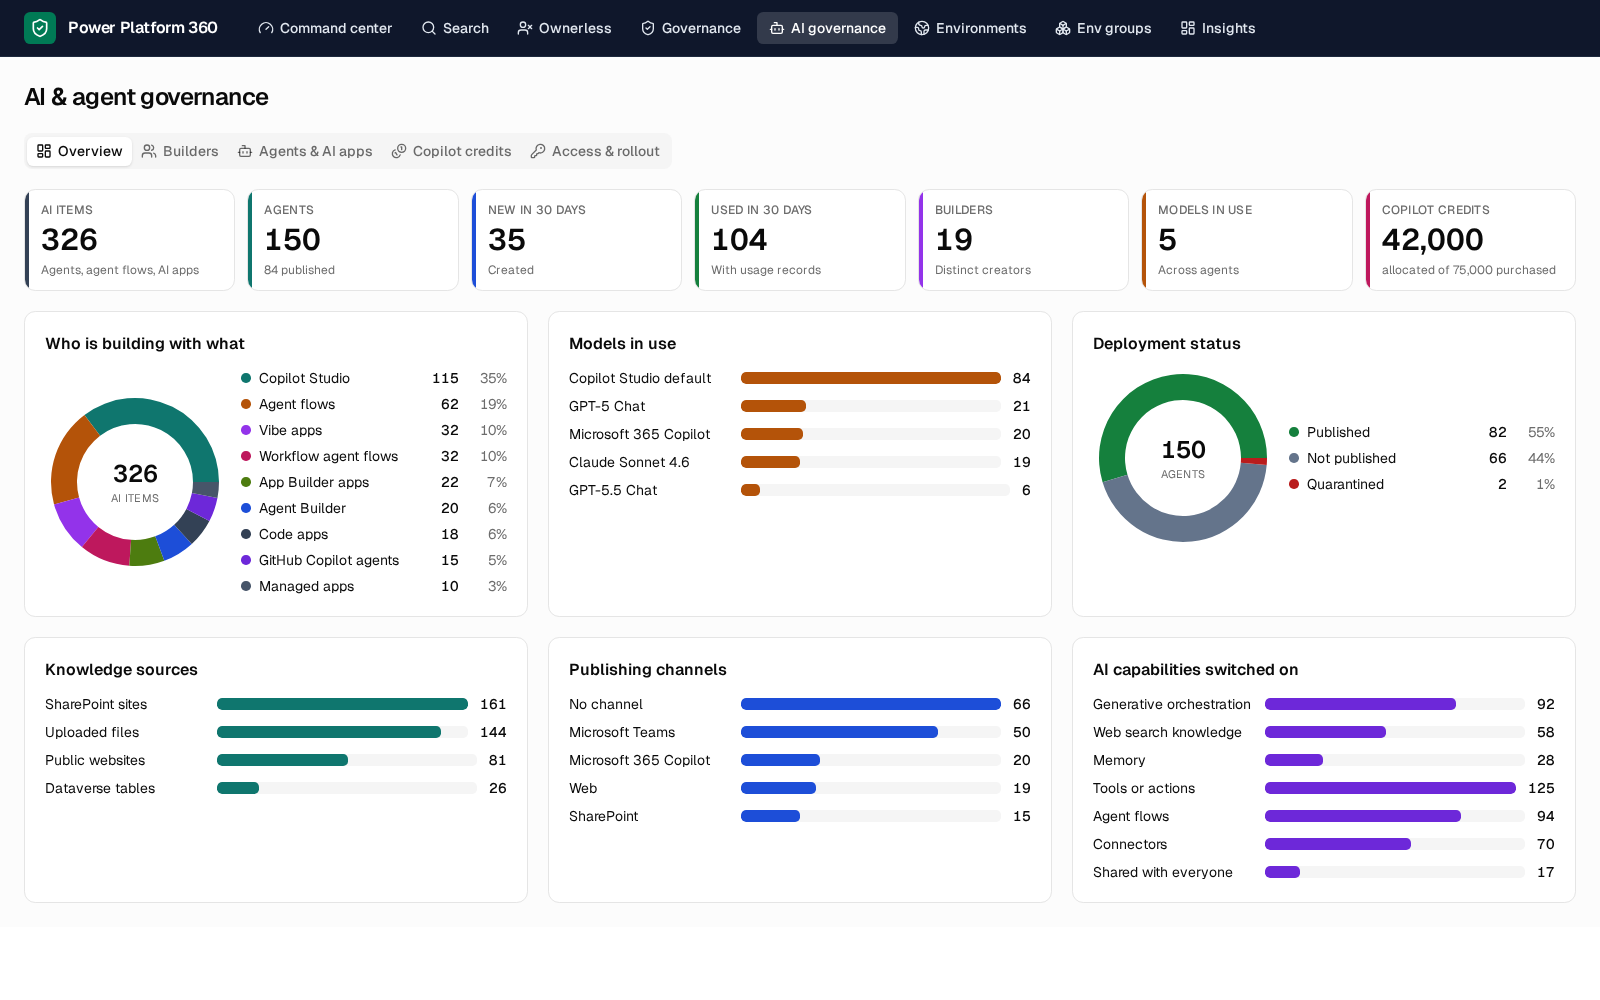 Power Platform 360
Command center
Search
Ownerless
Governance
AI governance
Environments
Env groups
Insights
AI & agent governance
Overview
Builders
Agents & AI apps
Copilot credits
Access & rollout
AI ITEMS
326
Agents, agent flows, AI apps
AGENTS
150
84 published
NEW IN 30 DAYS
35
Created
USED IN 30 DAYS
104
With usage records
BUILDERS
19
Distinct creators
MODELS IN USE
5
Across agents
COPILOT CREDITS
42,000
allocated of 75,000 purchased
Who is building with what
326
AI ITEMS
Copilot Studio 115 35%
Agent flows 62 19%
Vibe apps 32 10%
Workflow agent flows 32 10%
App Builder apps 22 7%
Agent Builder 20 6%
Code apps 18 6%
GitHub Copilot agents 15 5%
Managed apps 10 3%
Models in use
Copilot Studio default 84
GPT-5 Chat 21
Microsoft 365 Copilot 20
Claude Sonnet 4.6 19
GPT-5.5 Chat 6
Deployment status
150
AGENTS
Published 82 55%
Not published 66 44%
Quarantined 2 1%
Knowledge sources
SharePoint sites 161
Uploaded files 144
Public websites 81
Dataverse tables 26
Publishing channels
No channel 66
Microsoft Teams 50
Microsoft 365 Copilot 20
Web 19
SharePoint 15
AI capabilities switched on
Generative orchestration 92
Web search knowledge 58
Memory 28
Tools or actions 125
Agent flows 94
Connectors 70
Shared with everyone 17